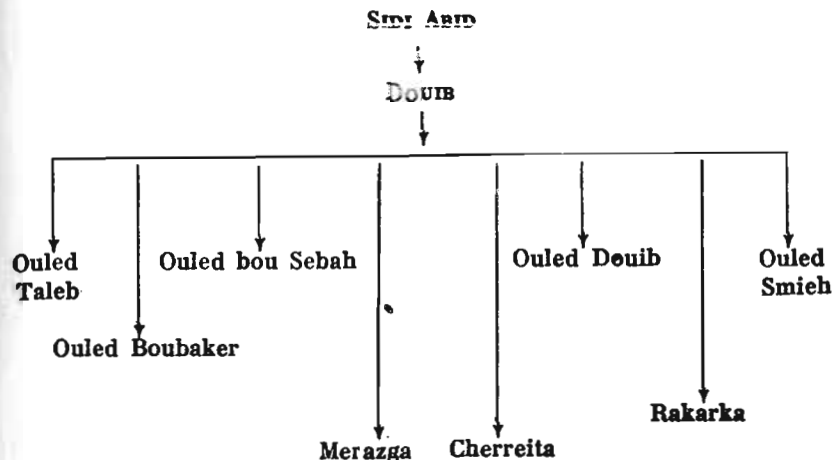 SIDI ABID
DOUIB
Ouled
Taleb
Ouled bou Sebah
Ouled Douib
Ouled
Smieh
Ouled Boubaker
Rakarka
Merazga
Cherreita